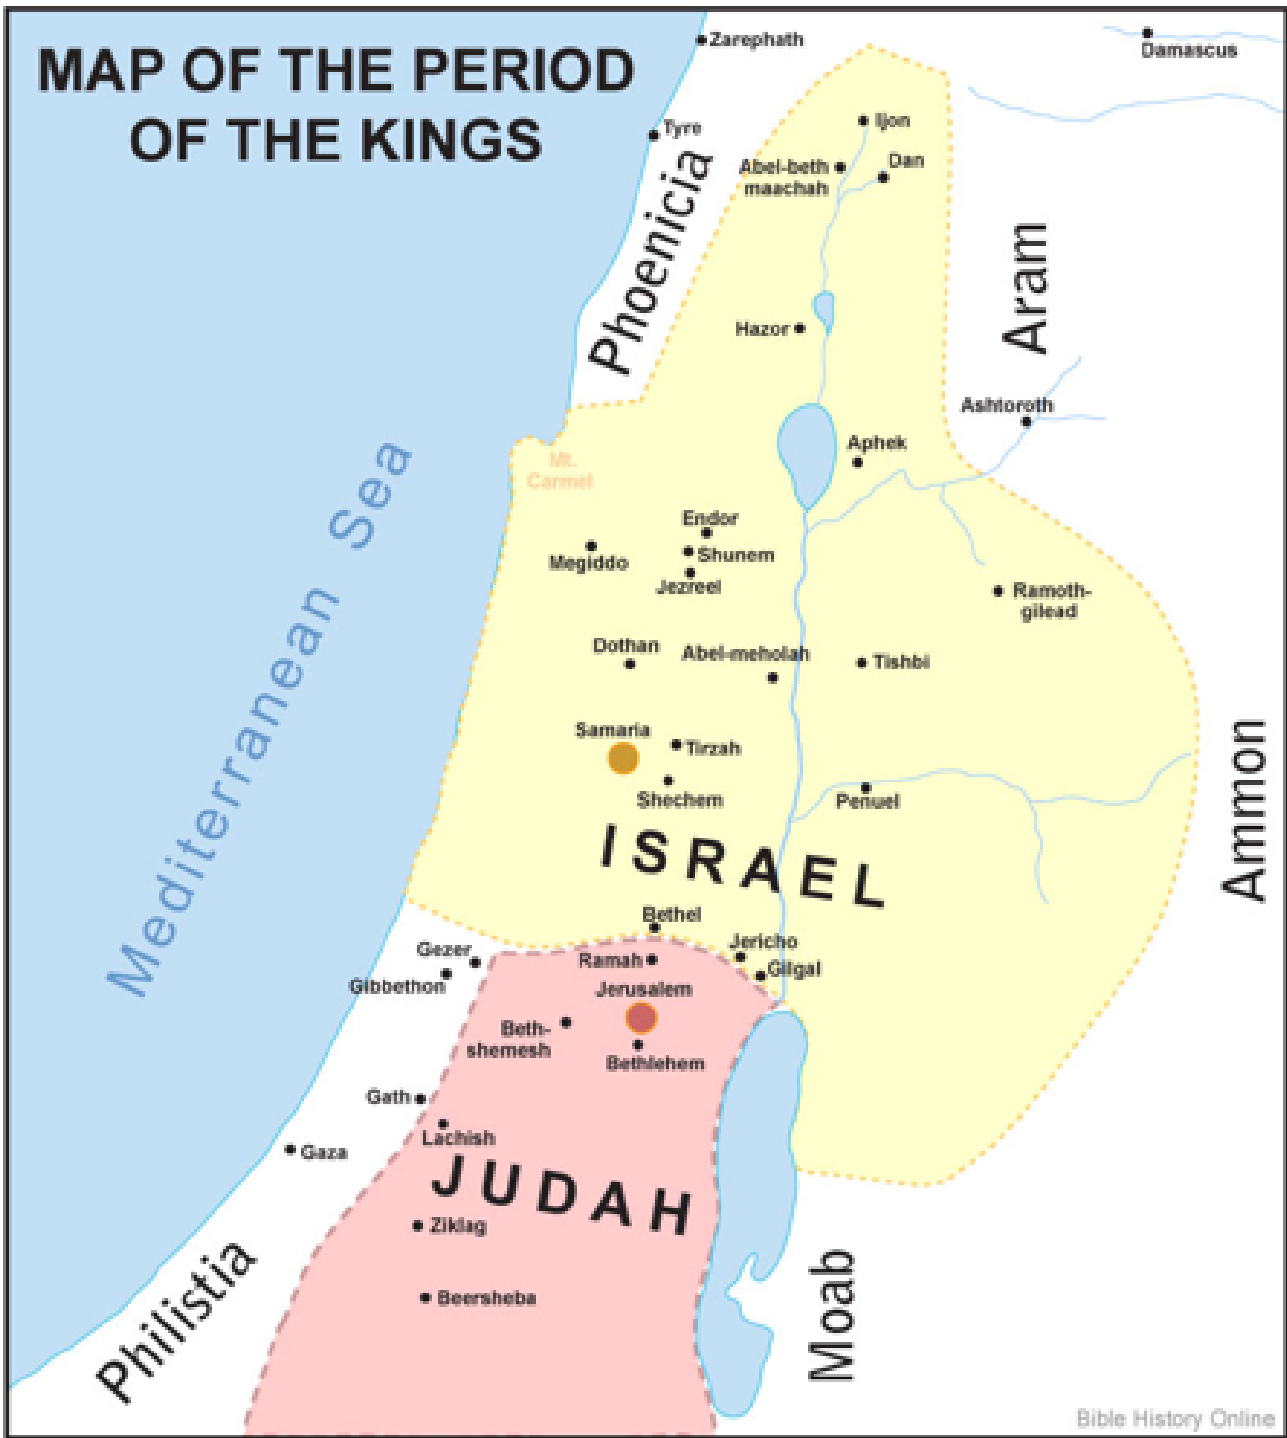 MAP OF THE PERIOD
OF THE KINGS
Zarephath
Damascus
Tyre
Phoenicia
Ijon
Abel-beth
maachah
Dan
Aram
Hazor
Ashtoroth
Aphek
Mt.
Carmel
Mediterranean Sea
Endor
Megiddo
Shunem
Jezreel
Ramoth-
gilead
Dothan
Abel-meholah
Tishbi
Samaria
Tirzah
Shechem
Penuel
Ammon
ISRAEL
Bethel
Jericho
Gezer
Ramah
Gilgal
Gibbethon
Jerusalem
Beth-
shemesh
Bethlehem
Gath
Lachish
Gaza
JUDAH
Ziklag
Beersheba
Philistia
Moab
Bible History Online